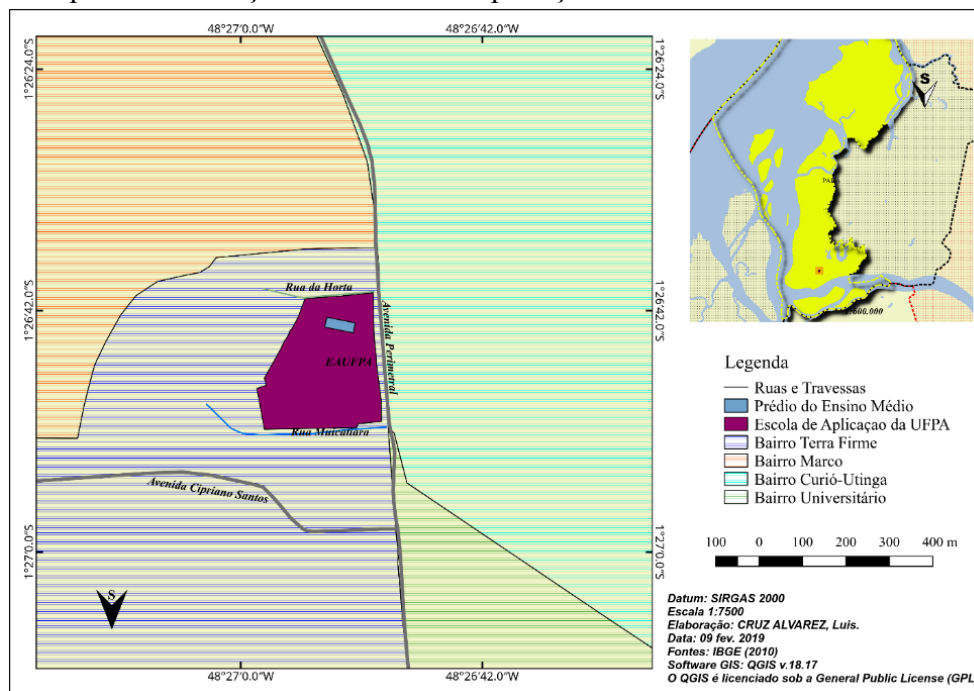 48°27'0.0"W
48°26'42.0"W
1°26'24.0"S
1°26'24.0"S
S
Rua da Horta
1°26'42.0"S
1°26'42.0"S
Avenida Perimetral
EAUFPA
Rua Muicatiara
Avenida Cipriano Santos
1°27'0.0"S
1°27'0.0"S
S
48°27'0.0"W
48°26'42.0"W
Legenda
Ruas e Travessas
Prédio do Ensino Médio
Escola de Aplicaçao da UFPA
Bairro Terra Firme
Bairro Marco
Bairro Curió-Utinga
Bairro Universitário
100 0 100 200 300 400 m
Datum: SIRGAS 2000
Escala 1:7500
Elaboração: CRUZ ALVAREZ, Luis.
Data: 09 fev. 2019
Fontes: IBGE (2010)
Software GIS: QGIS v.18.17
O QGIS é licenciado sob a General Public License (GPL